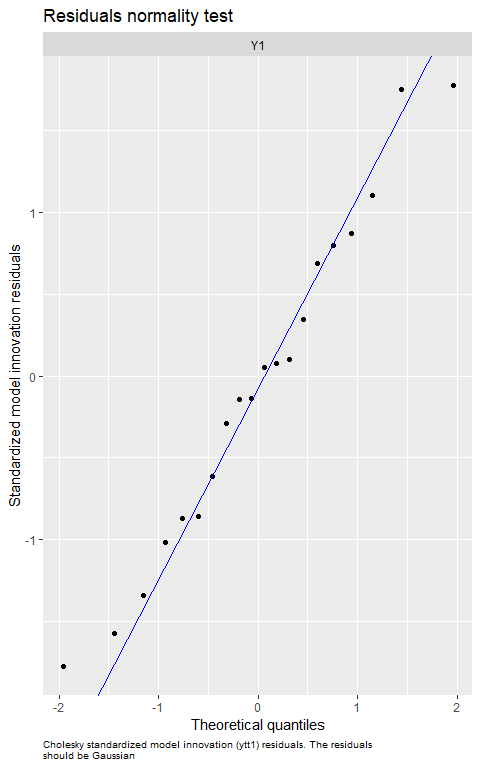 Residuals normality test
Y1
Standardized model innovation residuals
1
0
-1
-2
-1
0
1
2
Theoretical quantiles
Cholesky standardized model innovation (ytt1) residuals. The residuals
should be Gaussian